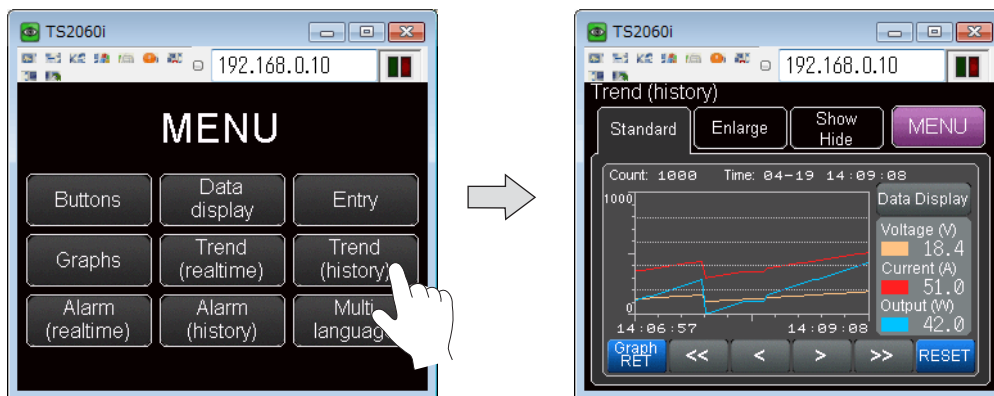 TS2060i
192.168.0.10
MENU
Buttons
Data
display
Entry
Graphs
Trend
(realtime)
Trend
(history)
Alarm
(realtime)
Alarm
(history)
Multi
languag
TS2060i
192.168.0.10
Trend (history)
Standard
Enlarge
Show
Hide
MENU
Count: 1000 Time: 04-19 14:09:08
1000
0
14:06:57 14:09:08
Data Display
Voltage (V)
18.4
Current (A)
51.0
Output (W)
42.0
Graph
RET
<< < > >> RESET